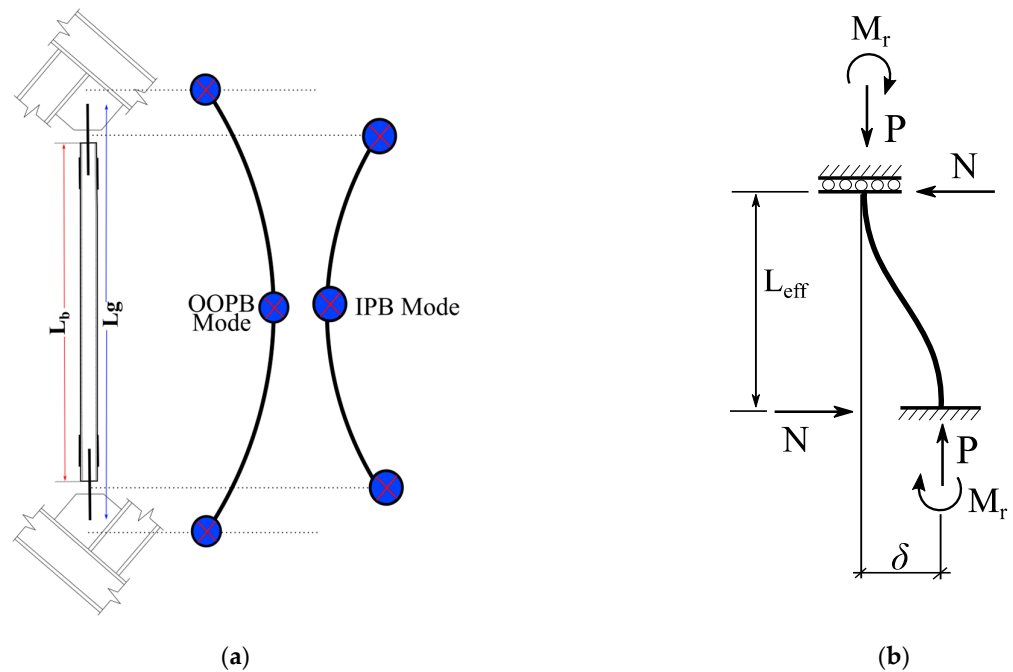 L_b
L_g
OOPB
Mode
IPB Mode
(a)
M_r
P
N
L_eff
N
P
M_r
δ
(b)